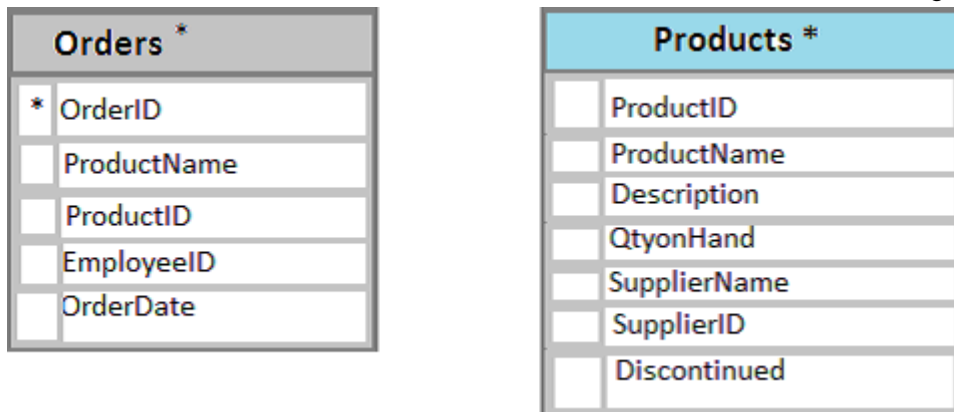 Orders *
* OrderID
ProductName
ProductID
EmployeeID
OrderDate
Products *
ProductID
ProductName
Description
QtyonHand
SupplierName
SupplierID
Discontinued